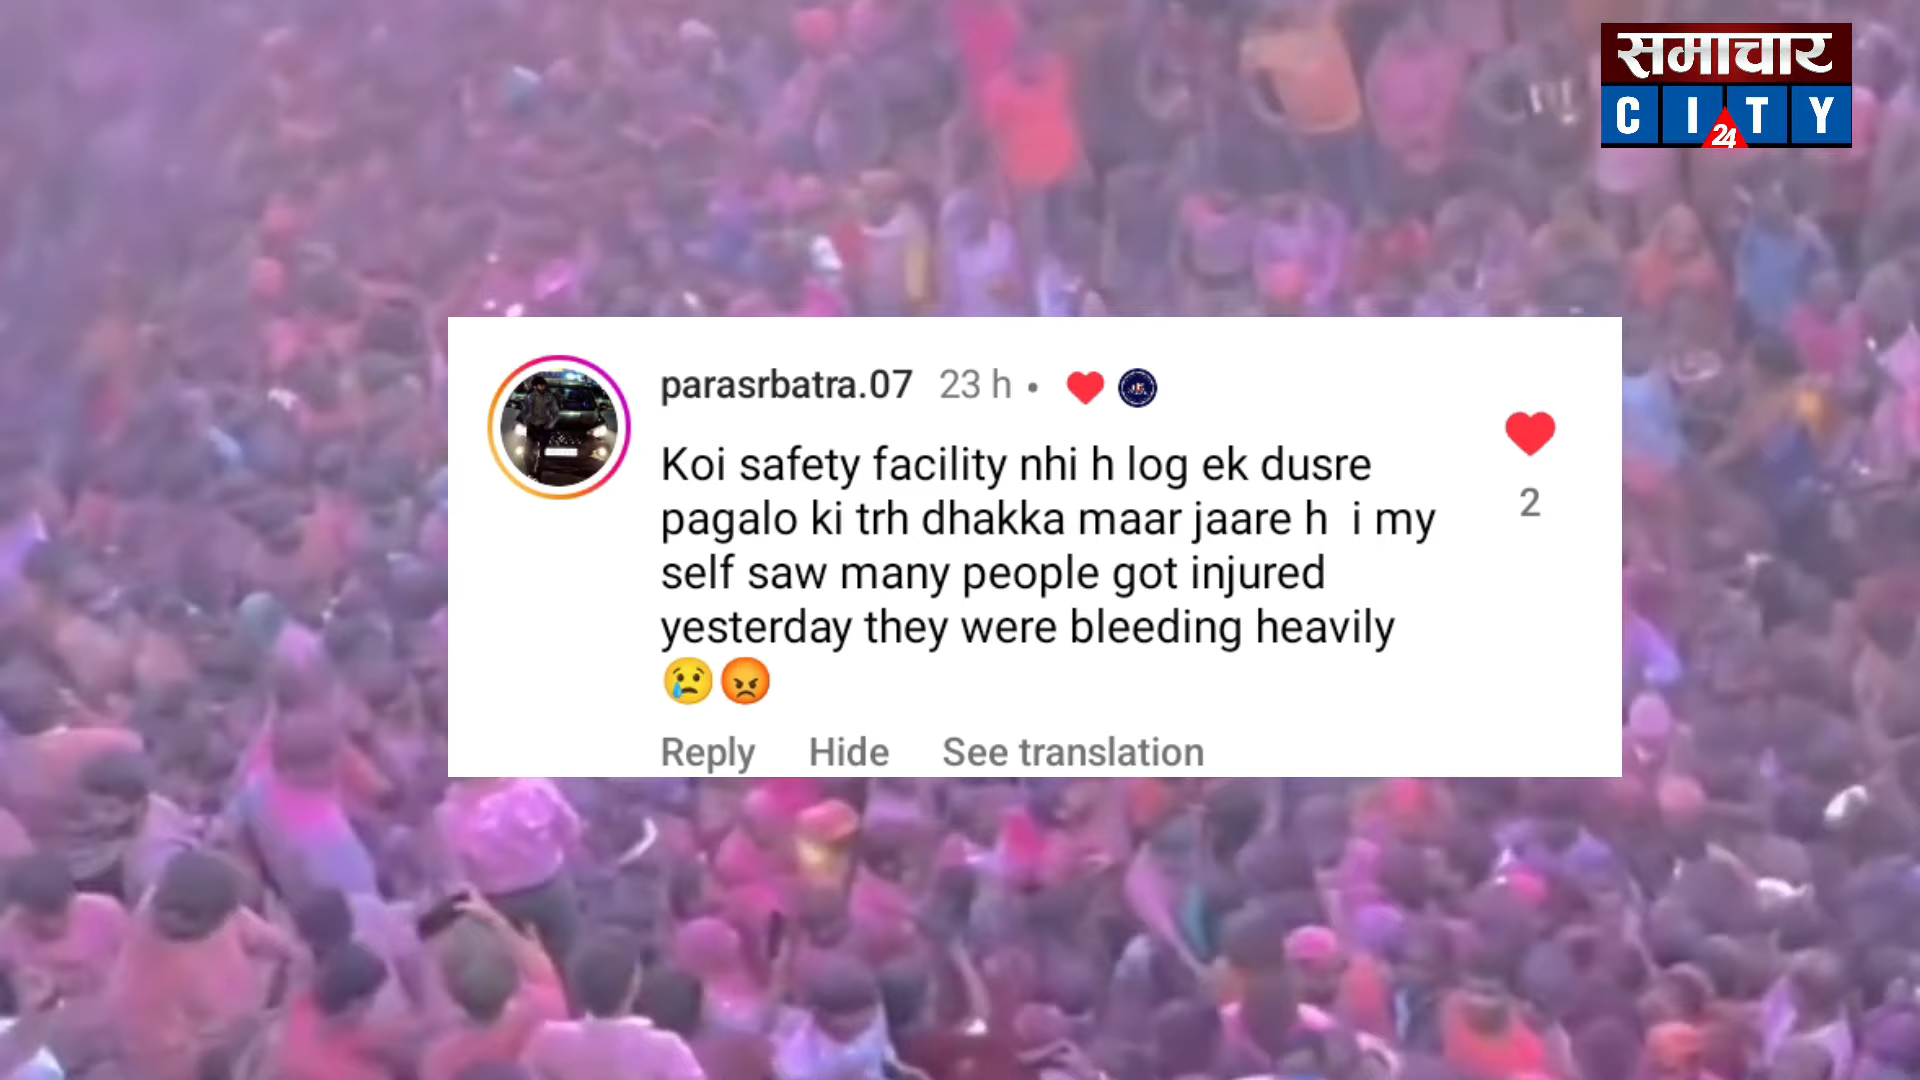 समाचार
CITY
24
parasrbatra.07 23 h •
Koi safety facility nhi h log ek dusre
pagalo ki trh dhakka maar jaare h i my
self saw many people got injured
yesterday they were bleeding heavily
😢😡
2
Reply Hide See translation